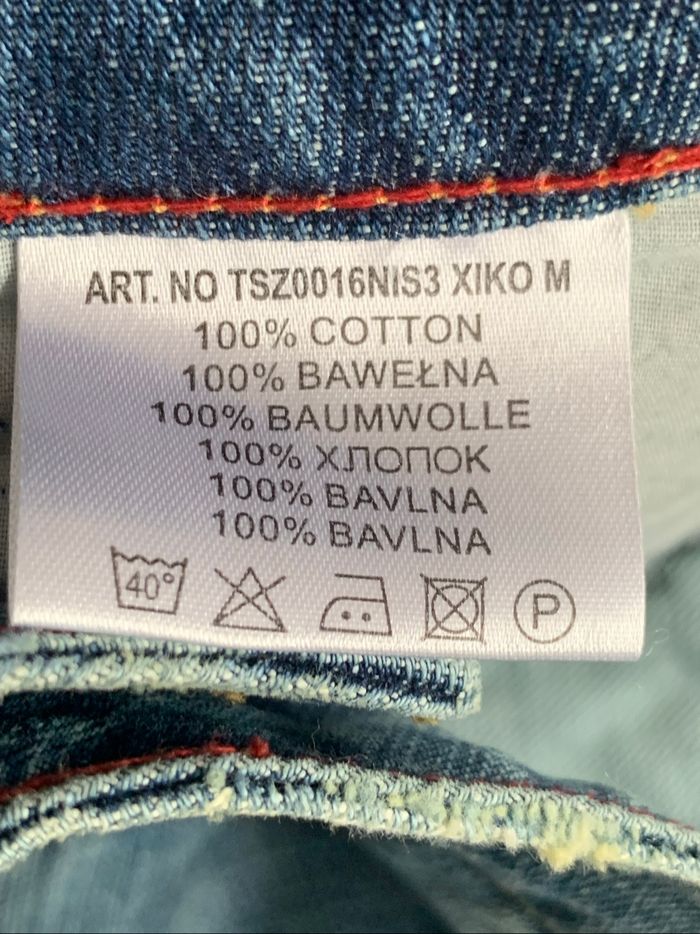 ART. NO TSZ0016NIS3 XIKO M
100% COTTON
100% BAWEŁNA
100% BAUMWOLLE
100% ХЛОПОК
100% BAVLNA
100% BAVLNA
40° P